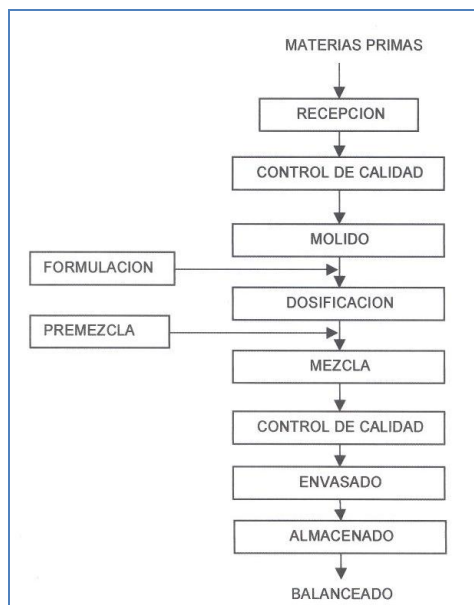 MATERIAS PRIMAS
RECEPCION
CONTROL DE CALIDAD
MOLIDO
FORMULACION
DOSIFICACION
PREMEZCLA
MEZCLA
CONTROL DE CALIDAD
ENVASADO
ALMACENADO
BALANCEADO